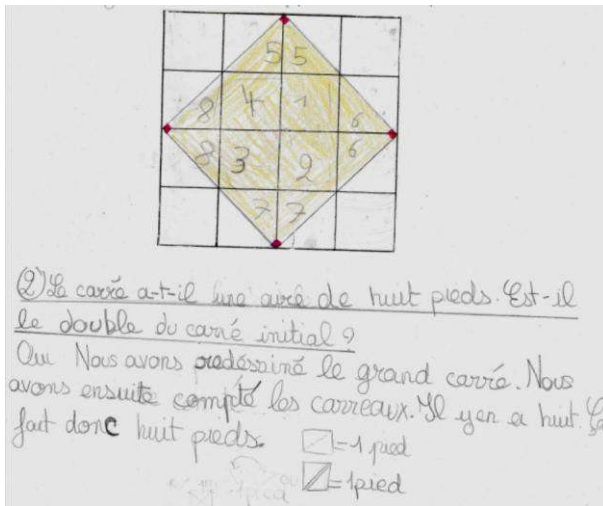 5 5
8 4 1 6
8 3 2 6
7 7
② Le carré a-t-il une aire de huit pieds. Est-il
le double du carré initial ?
Oui Nous avons redéssiné le grand carré. Nous
avons ensuite compté les carreaux. Il y en a huit. Ça
fait donc huit pieds.
= 1 pied
= 1 pied